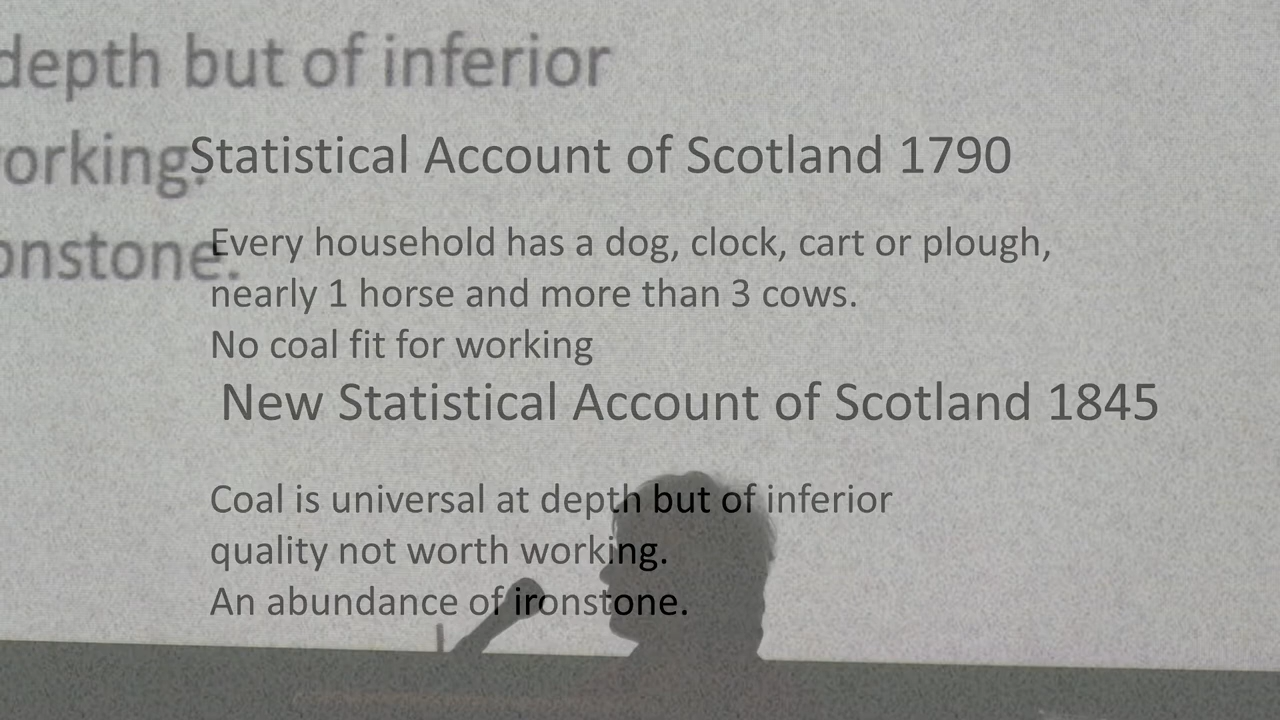 depth but of inferior
orking.
onstone.
Statistical Account of Scotland 1790
Every household has a dog, clock, cart or plough,
nearly 1 horse and more than 3 cows.
No coal fit for working
New Statistical Account of Scotland 1845
Coal is universal at depth but of inferior
quality not worth working.
An abundance of ironstone.